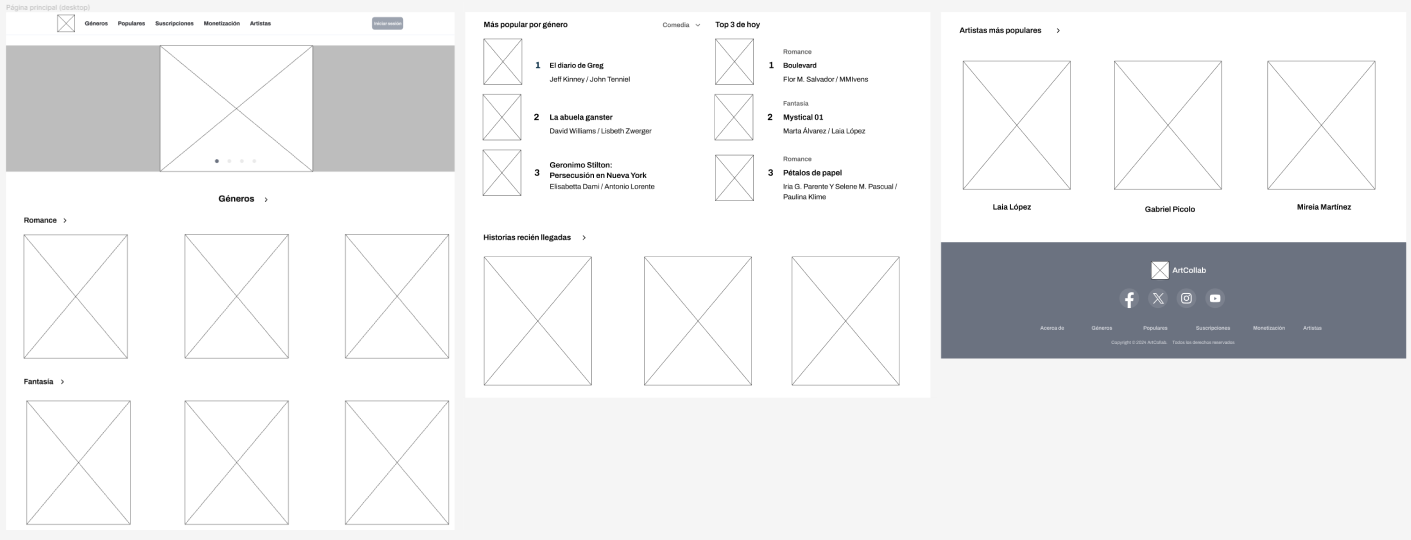 Página principal (desktop)
Géneros Populares Suscripciones Monetización Artistas Iniciar sesión
Géneros
Romance
Fantasía
Más popular por género Comedia
1 El diario de Greg
Jeff Kinney / John Tenniel
2 La abuela ganster
David Williams / Lisbeth Zwerger
3 Geronimo Stilton:
Persecusión en Nueva York
Elisabetta Dami / Antonio Lorente
Top 3 de hoy
Romance
1 Boulevard
Flor M. Salvador / MMIvens
Fantasía
2 Mystical 01
Marta Álvarez / Laia López
Romance
3 Pétalos de papel
Iria G. Parente Y Selene M. Pascual /
Paulina Klime
Historias recién llegadas
Artistas más populares
Laia López
Gabriel Picolo
Mireia Martínez
ArtCollab
Acerca de Géneros Populares Suscripciones Monetización Artistas
Copyright © 2024 ArtCollab. Todos los derechos reservados